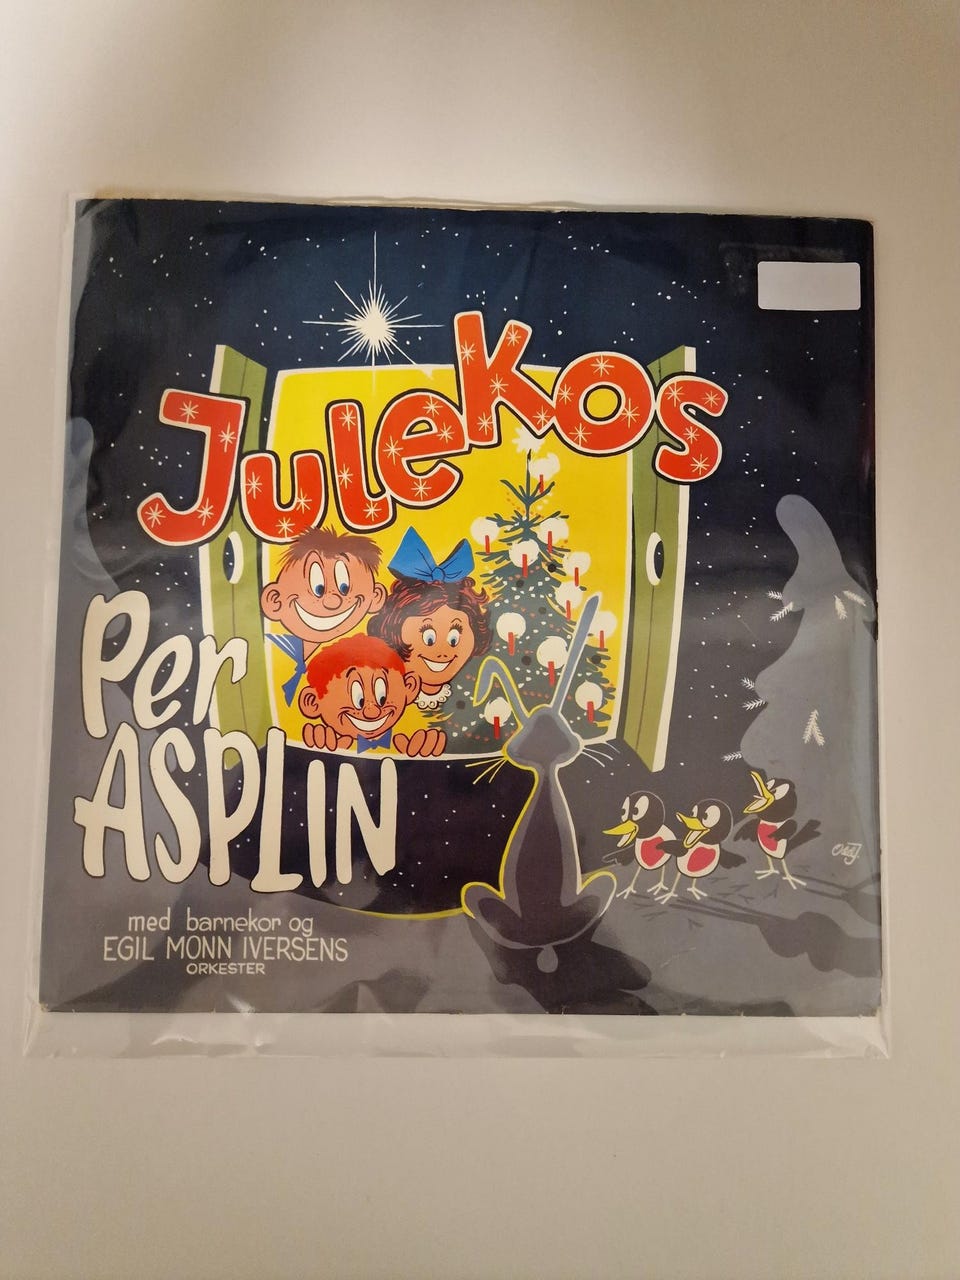 Julekos
Per
ASPLIN
med barnekor og
EGIL MONN IVERSENS
ORKESTER